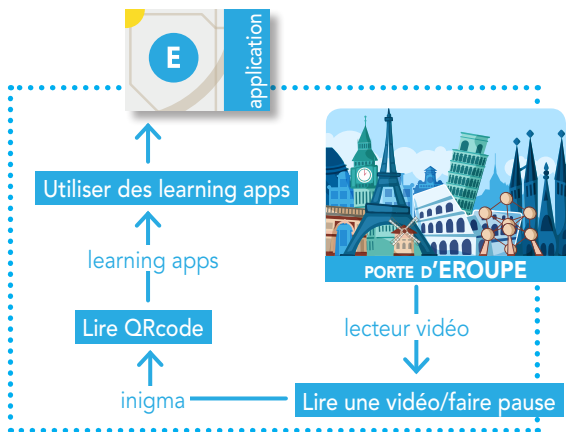 E
application
Utiliser des learning apps
PORTE D'EROUPE
learning apps
Lire QRcode
lecteur vidéo
inigma
Lire une vidéo/faire pause